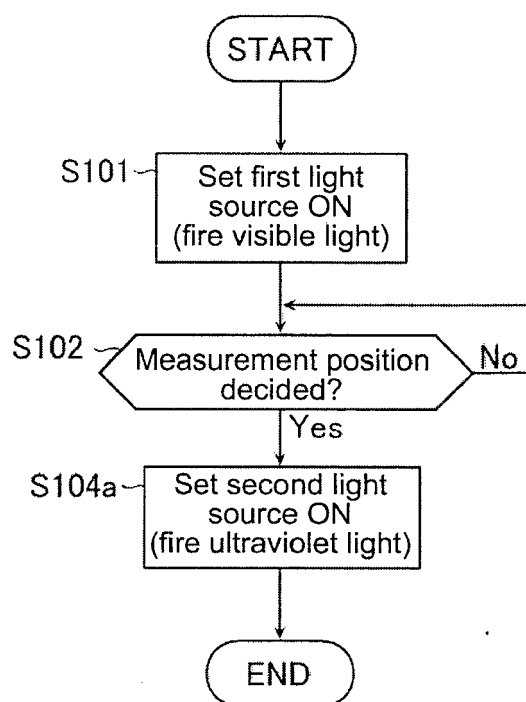 START
S101
Set first light
source ON
(fire visible light)
S102
Measurement position
decided?
No
Yes
S104a
Set second light
source ON
(fire ultraviolet light)
END